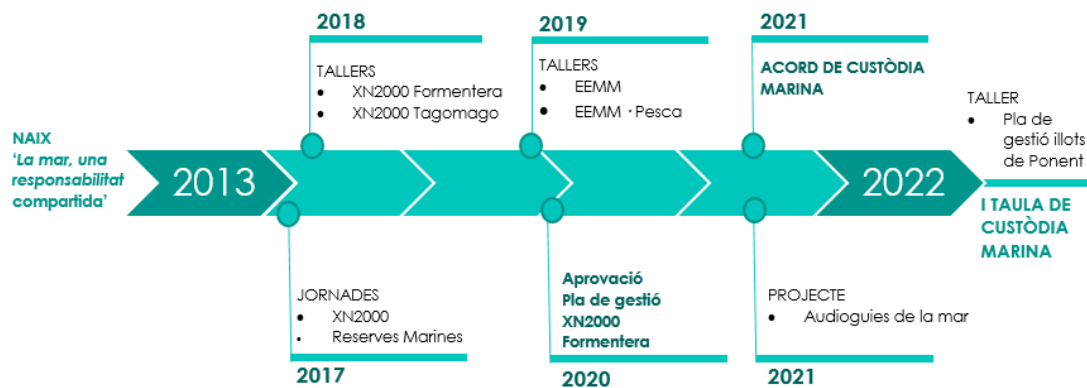 NAIX
‘La mar, una
responsabilitat
compartida’
2013
JORNADES
• XN2000
• Reserves Marines
2017
2018
TALLERS
• XN2000 Formentera
• XN2000 Tagomago
2019
TALLERS
• EEMM
• EEMM · Pesca
Aprovació
Pla de gestió
XN2000
Formentera
2020
2021
ACORD DE CUSTÒDIA
MARINA
PROJECTE
• Audioguies de la mar
2021
2022
TALLER
• Pla de
gestió illots
de Ponent
I TAULA DE
CUSTÒDIA
MARINA